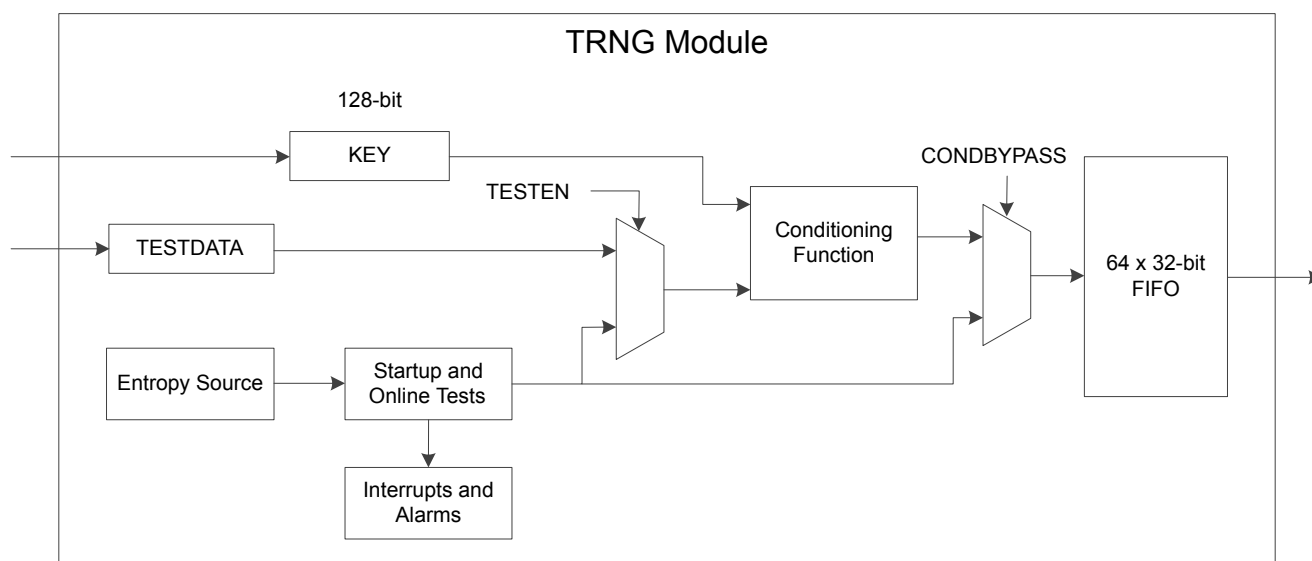 TRNG Module
128-bit
KEY
CONDBYPASS
TESTEN
TESTDATA
Conditioning
Function
64 x 32-bit
FIFO
Entropy Source
Startup and
Online Tests
Interrupts and
Alarms